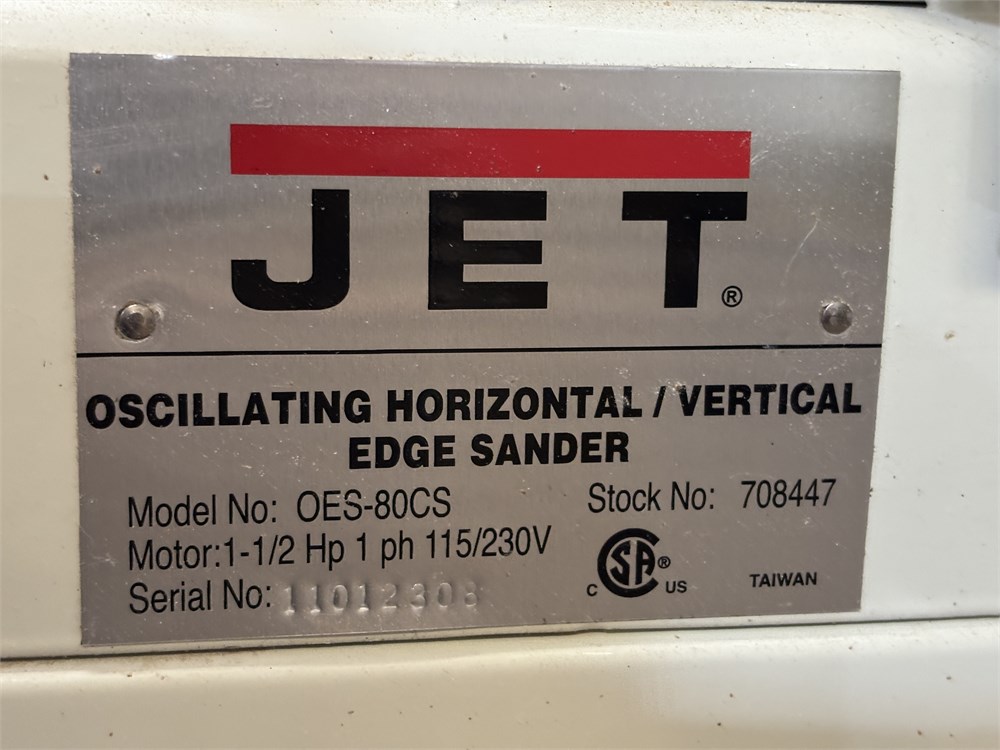 JET®
OSCILLATING HORIZONTAL / VERTICAL
EDGE SANDER
Model No: OES-80CS Stock No: 708447
Motor:1-1/2 Hp 1 ph 115/230V
Serial No: 11012308
C SA® US TAIWAN